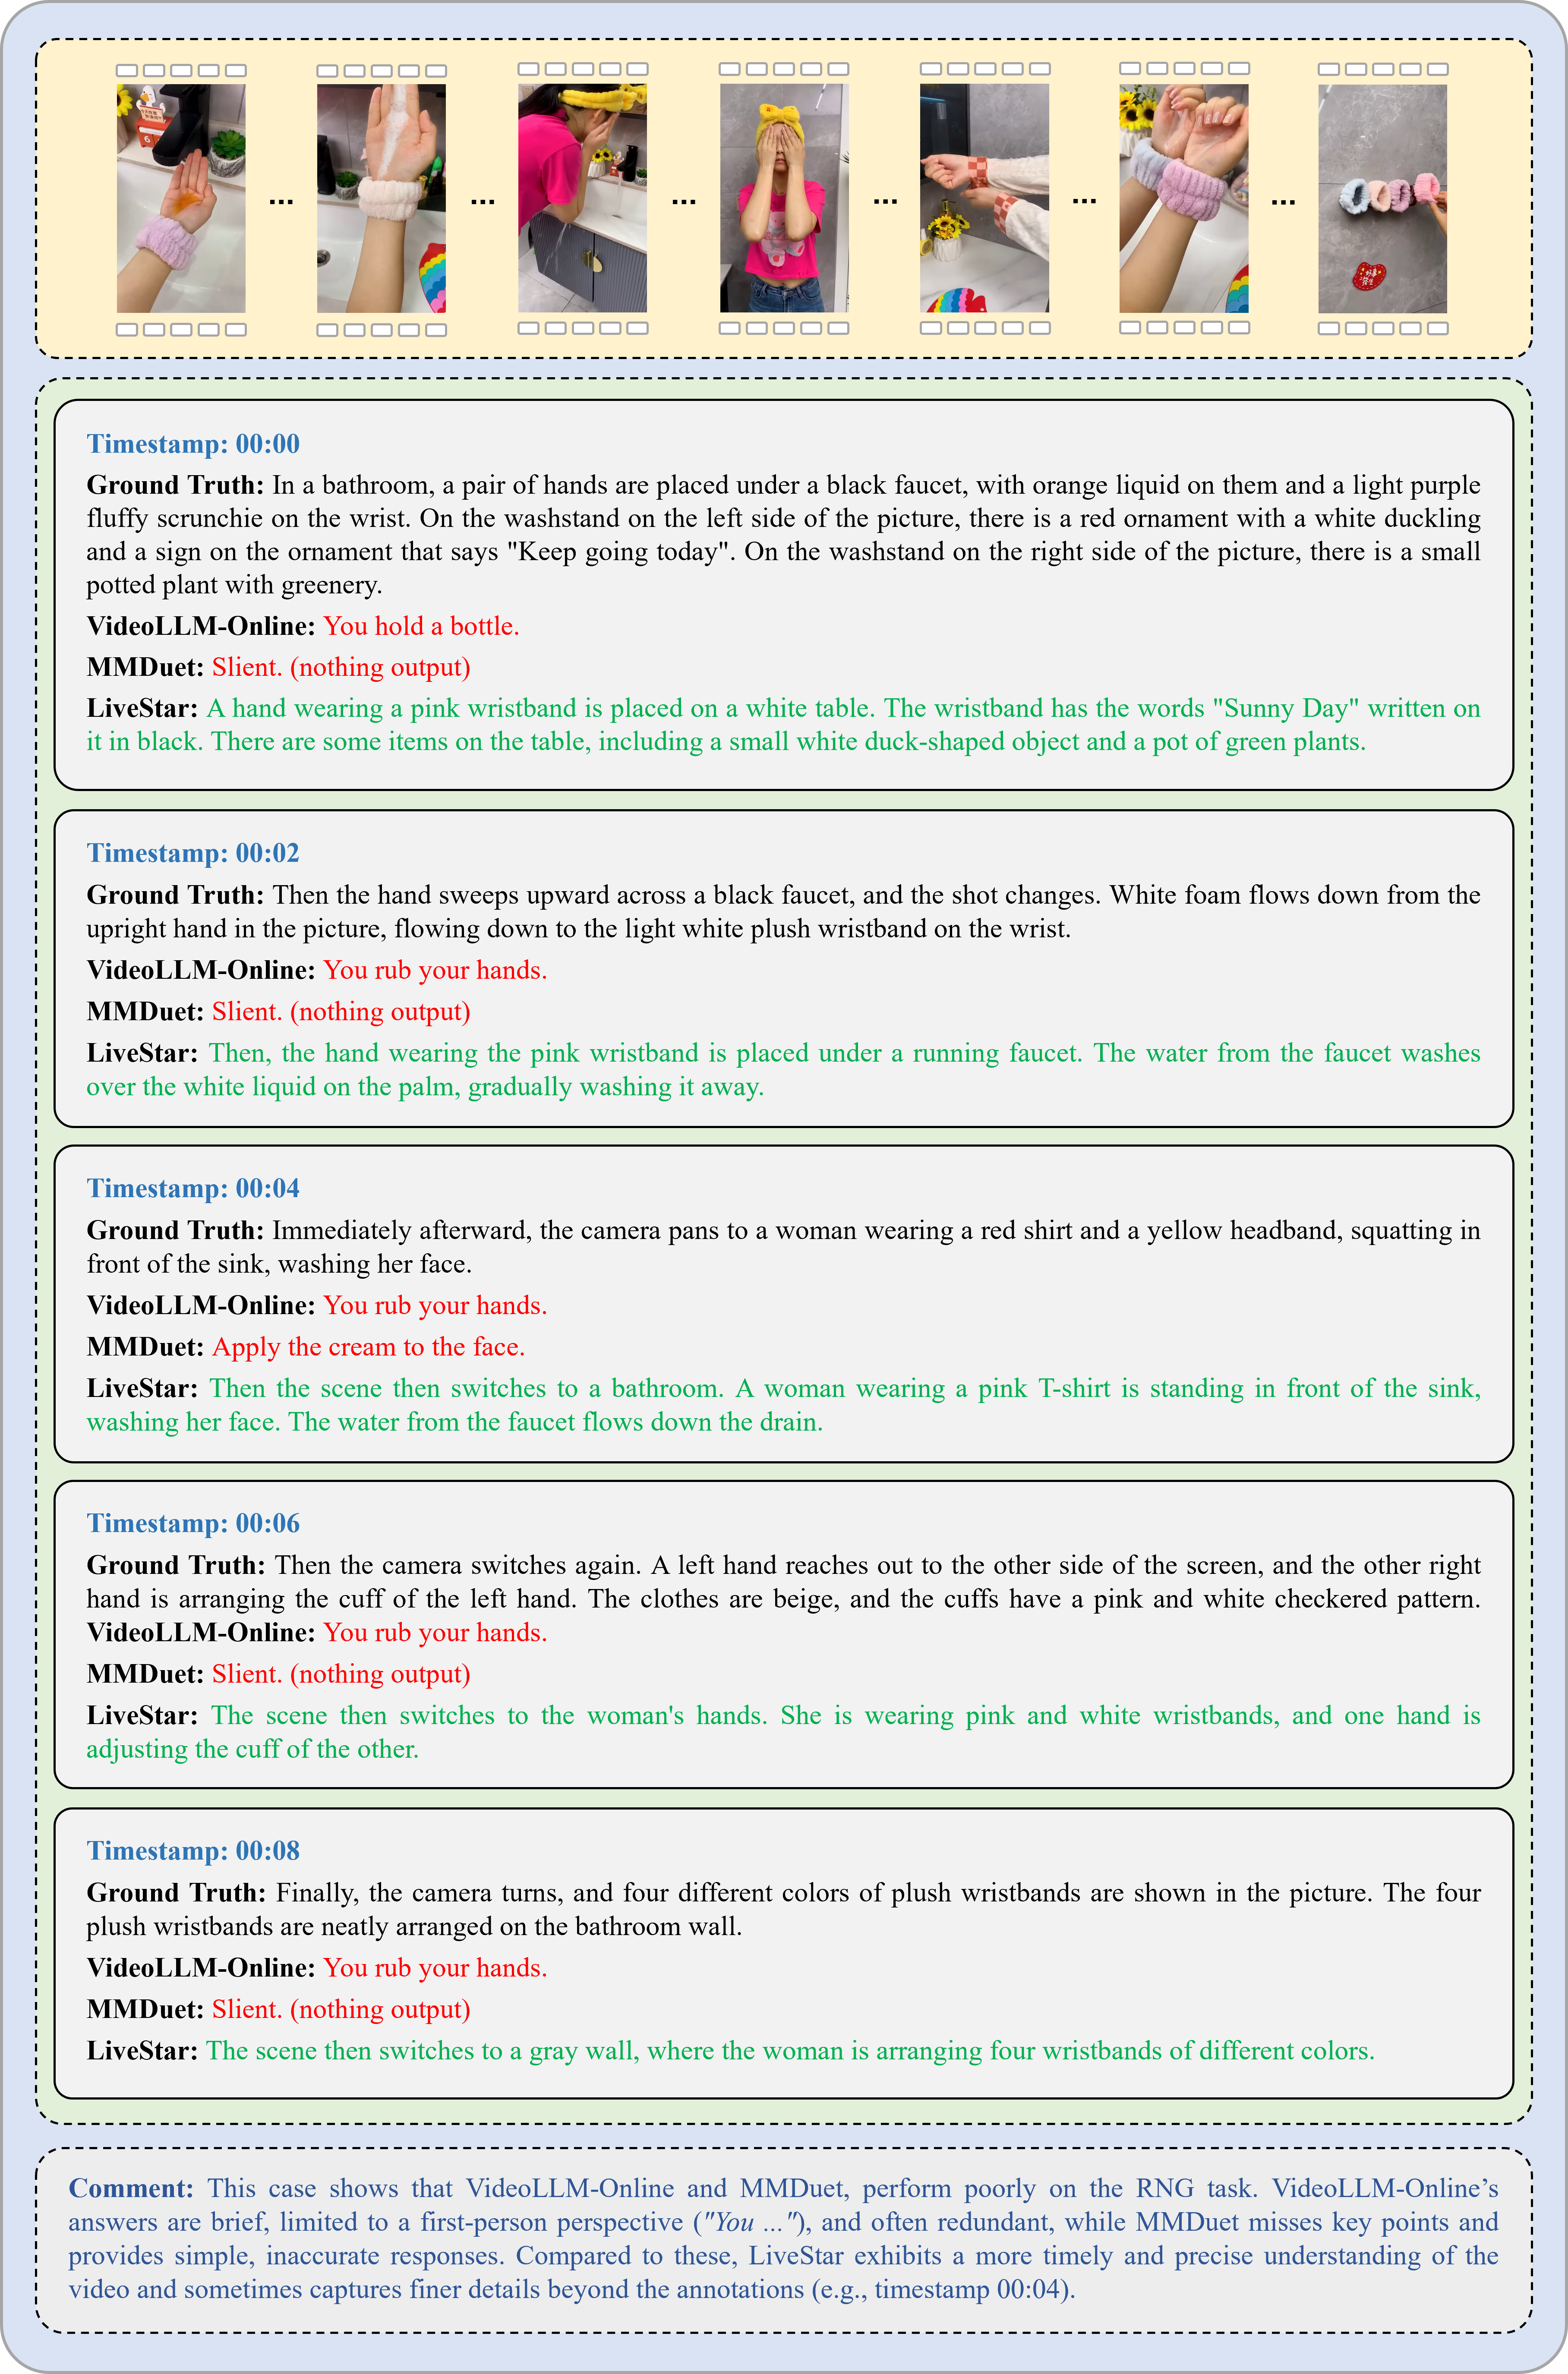 ...
...
...
...
...
...
Timestamp: 00:00
Ground Truth: In a bathroom, a pair of hands are placed under a black faucet, with orange liquid on them and a light purple
fluffy scrunchie on the wrist. On the washstand on the left side of the picture, there is a red ornament with a white duckling
and a sign on the ornament that says "Keep going today". On the washstand on the right side of the picture, there is a small
potted plant with greenery.
VideoLLM-Online: You hold a bottle.
MMDuet: Slient. (nothing output)
LiveStar: A hand wearing a pink wristband is placed on a white table. The wristband has the words "Sunny Day" written on
it in black. There are some items on the table, including a small white duck-shaped object and a pot of green plants.
Timestamp: 00:02
Ground Truth: Then the hand sweeps upward across a black faucet, and the shot changes. White foam flows down from the
upright hand in the picture, flowing down to the light white plush wristband on the wrist.
VideoLLM-Online: You rub your hands.
MMDuet: Slient. (nothing output)
LiveStar: Then, the hand wearing the pink wristband is placed under a running faucet. The water from the faucet washes
over the white liquid on the palm, gradually washing it away.
Timestamp: 00:04
Ground Truth: Immediately afterward, the camera pans to a woman wearing a red shirt and a yellow headband, squatting in
front of the sink, washing her face.
VideoLLM-Online: You rub your hands.
MMDuet: Apply the cream to the face.
LiveStar: Then the scene then switches to a bathroom. A woman wearing a pink T-shirt is standing in front of the sink,
washing her face. The water from the faucet flows down the drain.
Timestamp: 00:06
Ground Truth: Then the camera switches again. A left hand reaches out to the other side of the screen, and the other right
hand is arranging the cuff of the left hand. The clothes are beige, and the cuffs have a pink and white checkered pattern.
VideoLLM-Online: You rub your hands.
MMDuet: Slient. (nothing output)
LiveStar: The scene then switches to the woman's hands. She is wearing pink and white wristbands, and one hand is
adjusting the cuff of the other.
Timestamp: 00:08
Ground Truth: Finally, the camera turns, and four different colors of plush wristbands are shown in the picture. The four
plush wristbands are neatly arranged on the bathroom wall.
VideoLLM-Online: You rub your hands.
MMDuet: Slient. (nothing output)
LiveStar: The scene then switches to a gray wall, where the woman is arranging four wristbands of different colors.
Comment: This case shows that VideoLLM-Online and MMDuet, perform poorly on the RNG task. VideoLLM-Online’s
answers are brief, limited to a first-person perspective ("You ..."), and often redundant, while MMDuet misses key points and
provides simple, inaccurate responses. Compared to these, LiveStar exhibits a more timely and precise understanding of the
video and sometimes captures finer details beyond the annotations (e.g., timestamp 00:04).